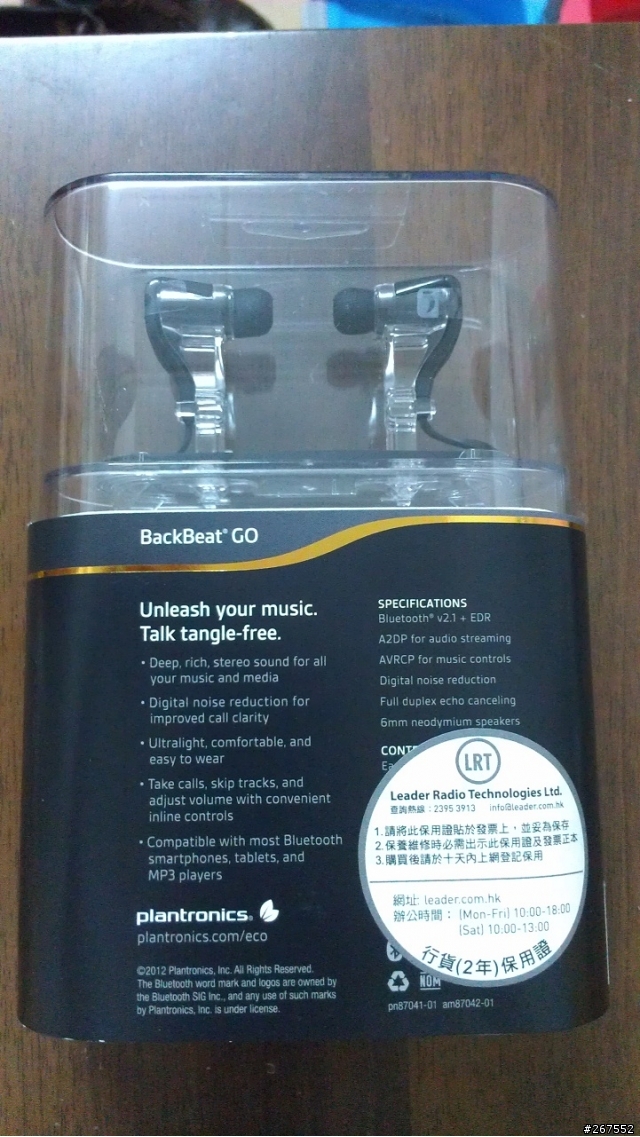 BackBeat® GO
Unleash your music.
Talk tangle-free.
• Deep, rich, stereo sound for all
your music and media
• Digital noise reduction for
improved call clarity
• Ultralight, comfortable, and
easy to wear
• Take calls, skip tracks, and
adjust volume with convenient
inline controls
• Compatible with most Bluetooth
smartphones, tablets, and
MP3 players
plantronics®
plantronics.com/eco
©2012 Plantronics, Inc. All Rights Reserved.
The Bluetooth word mark and logos are owned by
the Bluetooth SIG Inc., and any use of such marks
by Plantronics, Inc. is under license.
SPECIFICATIONS
Bluetooth® v2.1 + EDR
A2DP for audio streaming
AVRCP for music controls
Digital noise reduction
Full duplex echo canceling
6mm neodymium speakers
LRT
Leader Radio Technologies Ltd.
查詢熱線：2395 3913 info@leader.com.hk
1. 請將此保用證貼於發票上，並妥為保存
2. 保養維修時必需出示此保用證及發票正本
3. 購買後請於十天內上網登記保用
網址: leader.com.hk
辦公時間： (Mon-Fri) 10:00-18:00
(Sat) 10:00-13:00
行貨(2年)保用證
NOM
pn87041-01 am87042-01
#267552